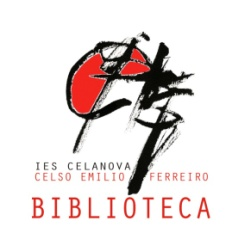 IES CELANOVA
CELSO EMILIO FERREIRO
BIBLIOTECA